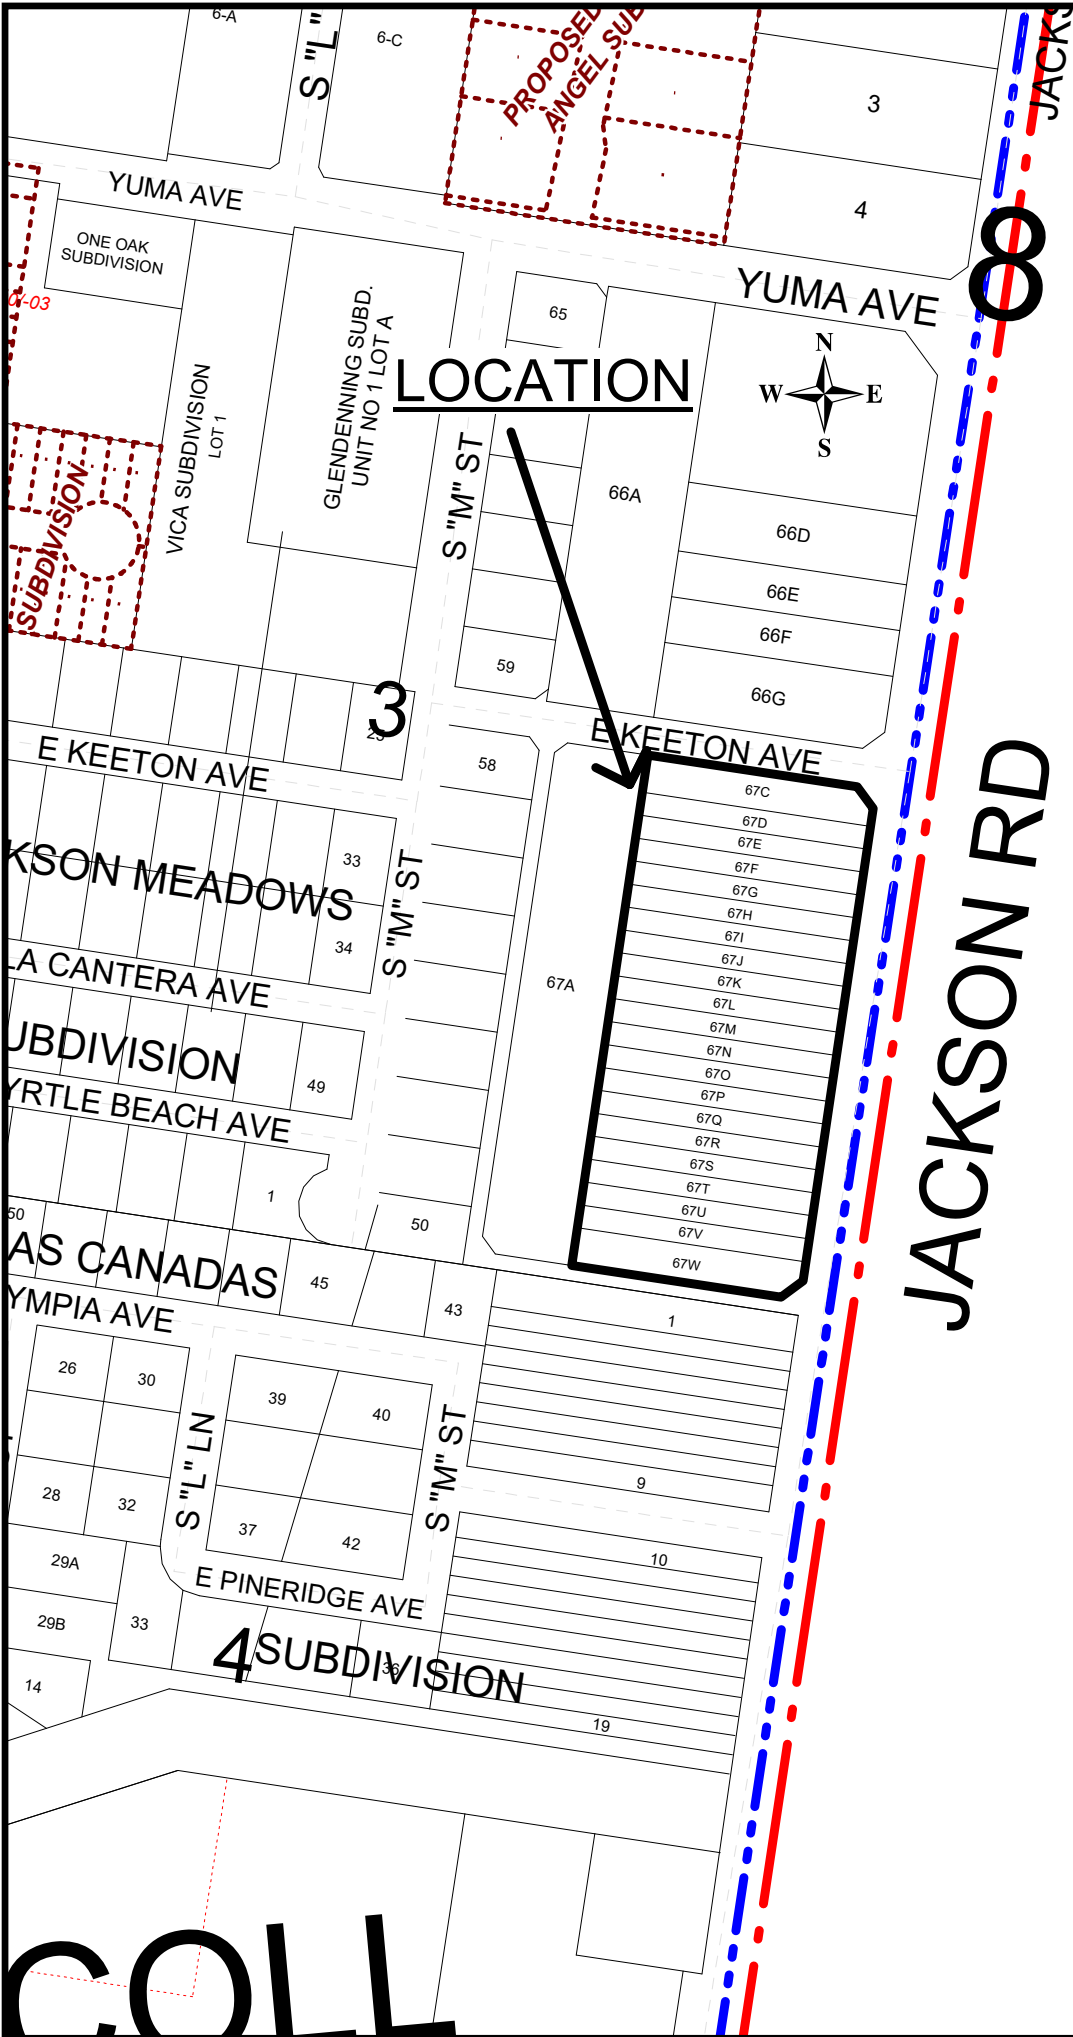 6-A
S "L"
6-C
PROPOSED
ANGEL SU
JACKS
3
4
YUMA AVE
ONE OAK
SUBDIVISION
8
YUMA AVE
65
-03
GLENDENNING SUBD.
UNIT NO 1 LOT A
LOCATION
N
W
E
S
VICA SUBDIVISION
LOT 1
S "M" ST
66A
66D
SUBDIVISION
66E
66F
59
66G
3
25
E KEETON AVE
E KEETON AVE
58
67C
67D
67E
67F
67G
67H
67I
67J
67K
67L
67M
67N
67O
67P
67Q
67R
67S
67T
67U
67V
67W
JACKSON RD
33
KSON MEADOWS
S "M" ST
34
67A
LA CANTERA AVE
UBDIVISION
49
YRTLE BEACH AVE
1
50
50
AS CANADAS
45
43
1
YMPIA AVE
26
30
39
40
S "L" LN
S "M" ST
9
28
32
37
42
10
29A
E PINERIDGE AVE
29B
33
4
SUBDIVISION
36
14
19
COLL